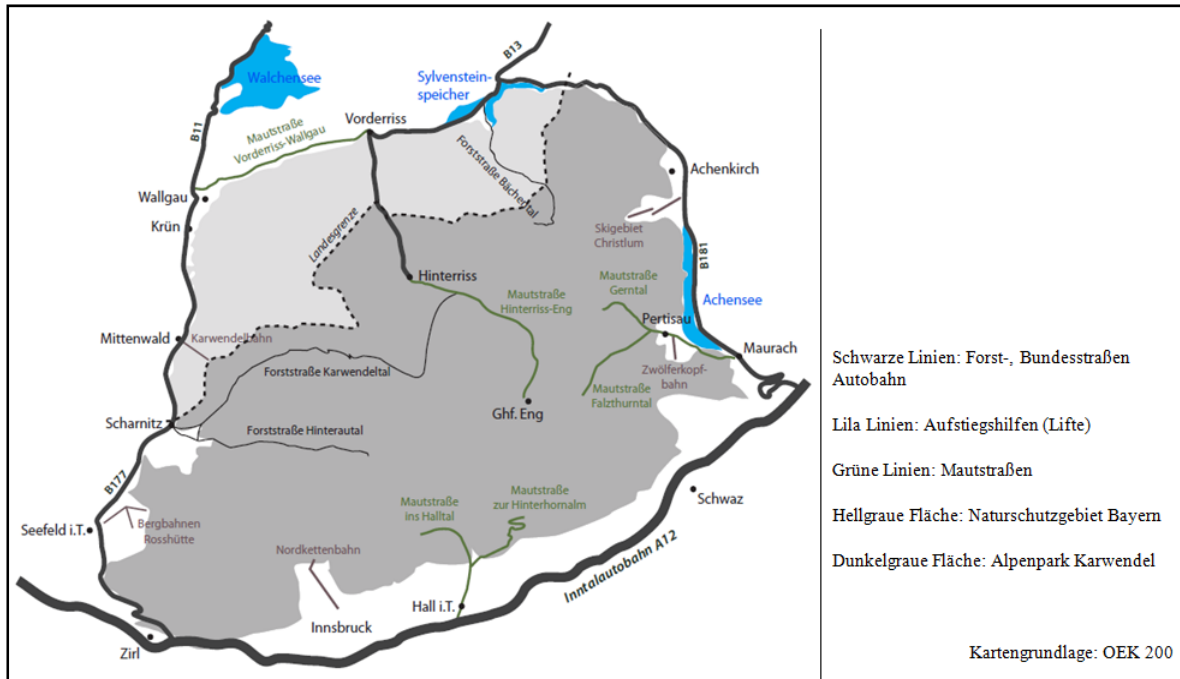 B13
Walchensee
Sylvenstein-
speicher
Vorderriss
B11
Mautstraße
Vorderriss-Wallgau
Forststraße Bächental
Achenkirch
Wallgau
Krün
Landesgrenze
Skigebiet
Christlum
B181
Hinterriss
Mautstraße
Hinterriss-Eng
Mautstraße
Gerntal
Achensee
Pertisau
Mittenwald
Karwendelbahn
Maurach
Zwölferkopf-
bahn
Forststraße Karwendeltal
Mautstraße
Falzthurntal
Ghf. Eng
Scharnitz
Forststraße Hinterautal
B177
Schwaz
Mautstraße
ins Halltal
Mautstraße
zur Hinterhornalm
Seefeld i.T.
Bergbahnen
Rosshütte
Nordkettenbahn
Inntalautobahn A12
Hall i.T.
Innsbruck
Zirl
Schwarze Linien: Forst-, Bundesstraßen
Autobahn
Lila Linien: Aufstiegshilfen (Lifte)
Grüne Linien: Mautstraßen
Hellgraue Fläche: Naturschutzgebiet Bayern
Dunkelgraue Fläche: Alpenpark Karwendel
Kartengrundlage: OEK 200